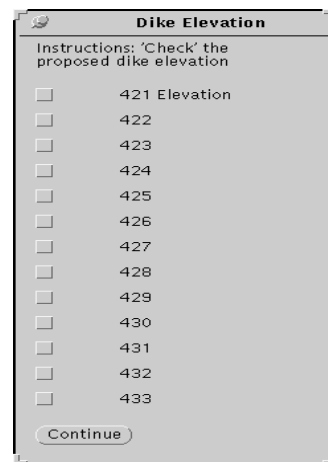 Dike Elevation
Instructions: 'Check' the
proposed dike elevation
421 Elevation
422
423
424
425
426
427
428
429
430
431
432
433
Continue